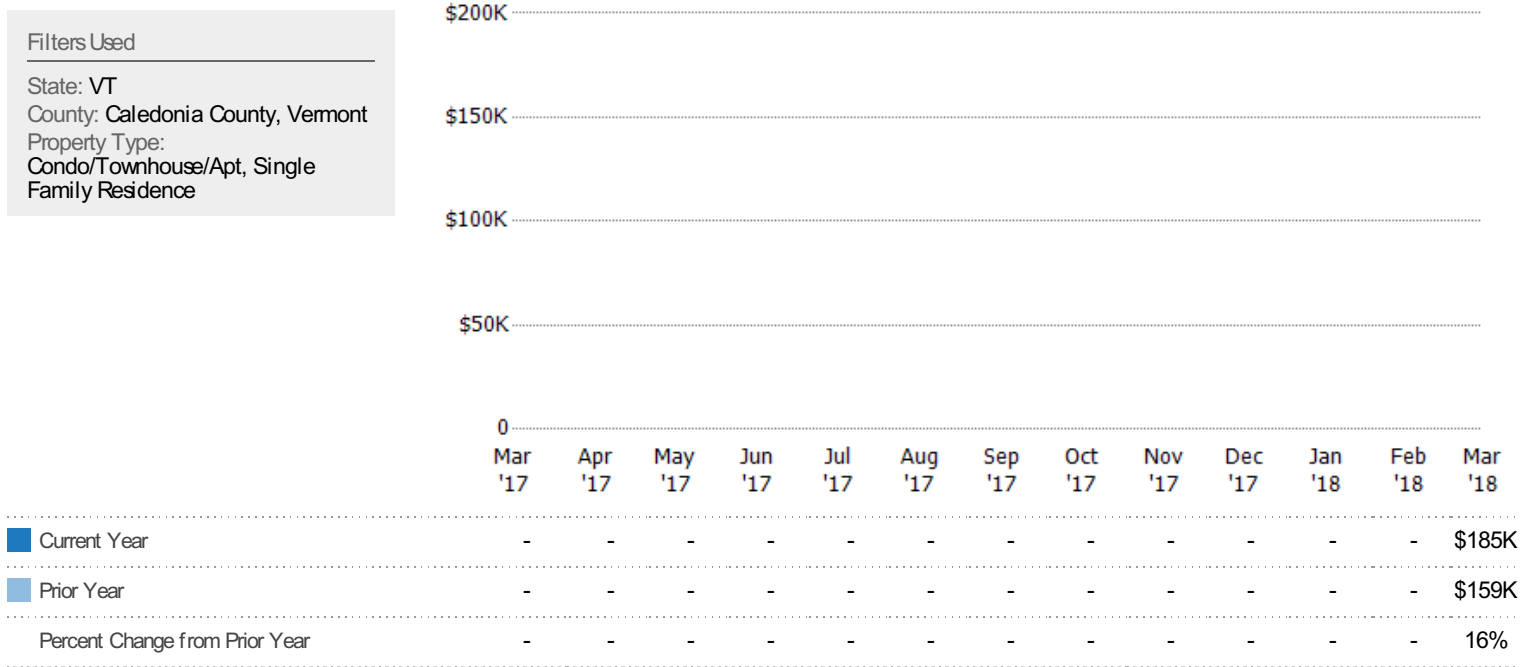 Filters Used
State: VT
County: Caledonia County, Vermont
Property Type:
Condo/Townhouse/Apt, Single
Family Residence
$200K
$150K
$100K
$50K
0
Mar Apr May Jun Jul Aug Sep Oct Nov Dec Jan Feb Mar
'17 '17 '17 '17 '17 '17 '17 '17 '17 '17 '18 '18 '18
Current Year - - - - - - - - - - - - $185K
Prior Year - - - - - - - - - - - - $159K
Percent Change from Prior Year - - - - - - - - - - - - 16%